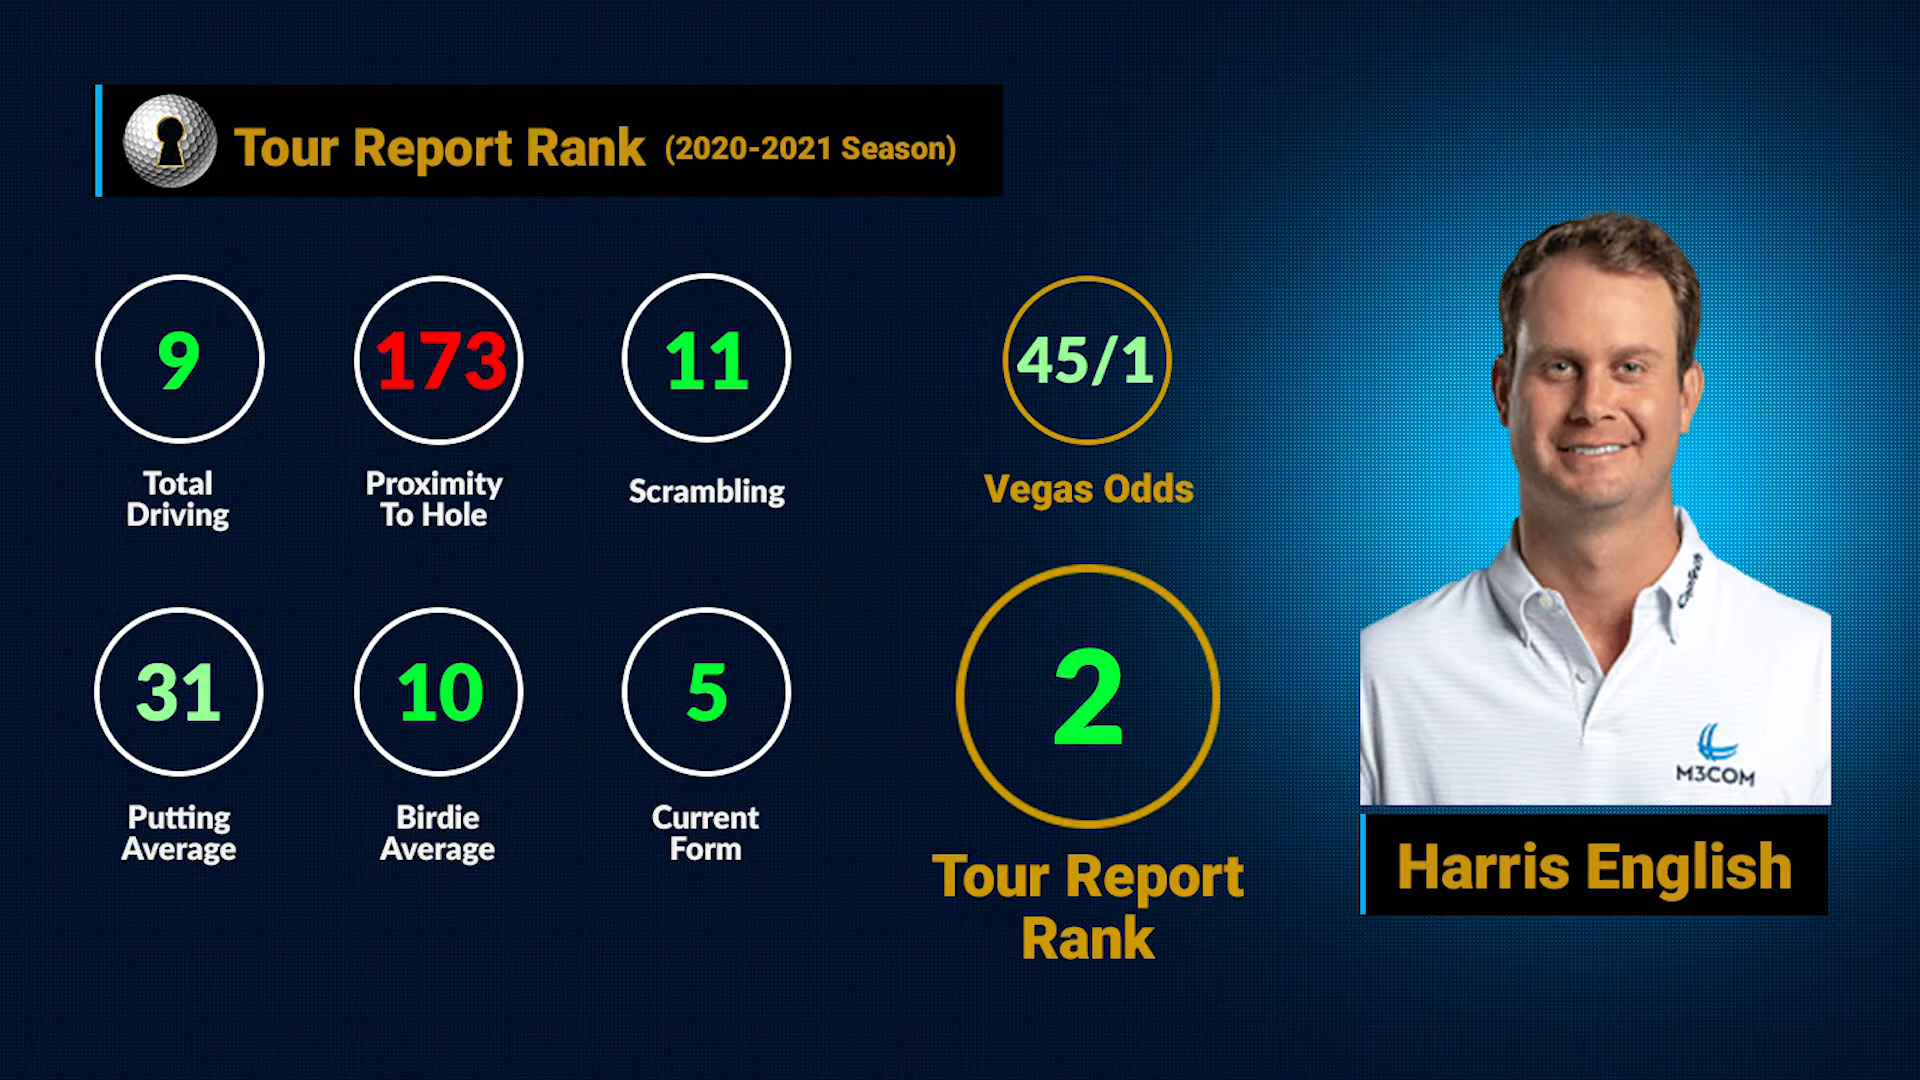 Tour Report Rank (2020-2021 Season)
9
173
11
45/1
Total
Driving
Proximity
To Hole
Scrambling
Vegas Odds
31
10
5
2
Putting
Average
Birdie
Average
Current
Form
Tour Report
Rank
M3COM
Harris English